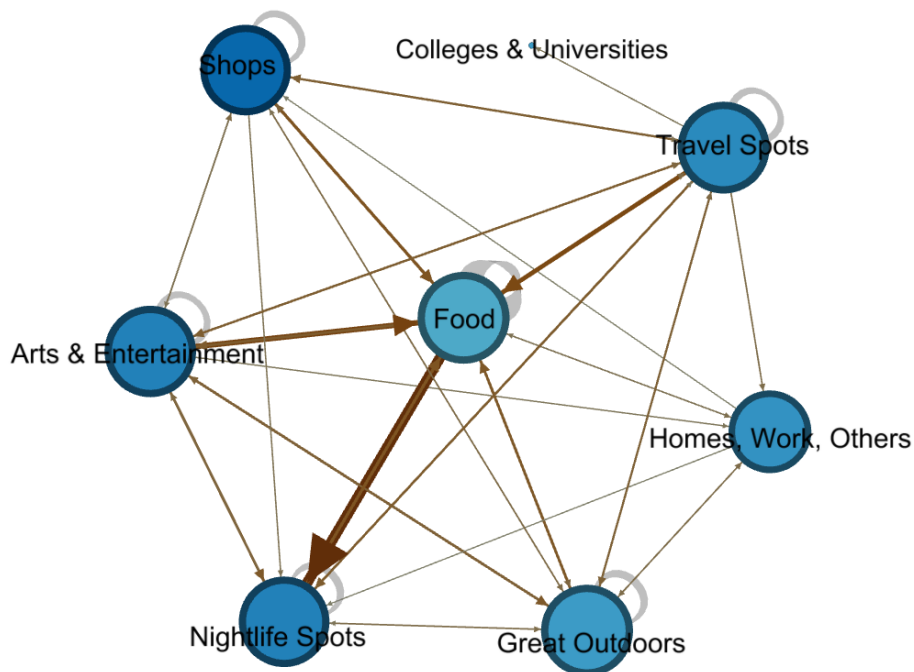 Colleges & Universities
Shops
Travel Spots
Food
Arts & Entertainment
Homes, Work, Others
Nightlife Spots
Great Outdoors